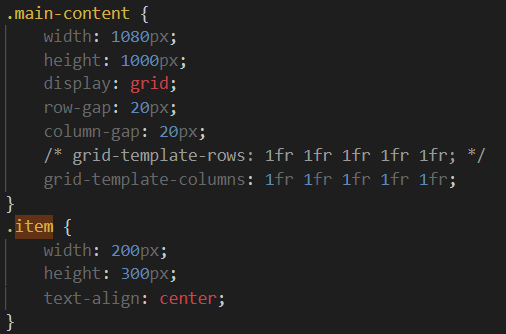 .main-content {
    width: 1080px;
    height: 1000px;
    display: grid;
    row-gap: 20px;
    column-gap: 20px;
    /* grid-template-rows: 1fr 1fr 1fr 1fr 1fr; */
    grid-template-columns: 1fr 1fr 1fr 1fr 1fr;
}
.item {
    width: 200px;
    height: 300px;
    text-align: center;
}